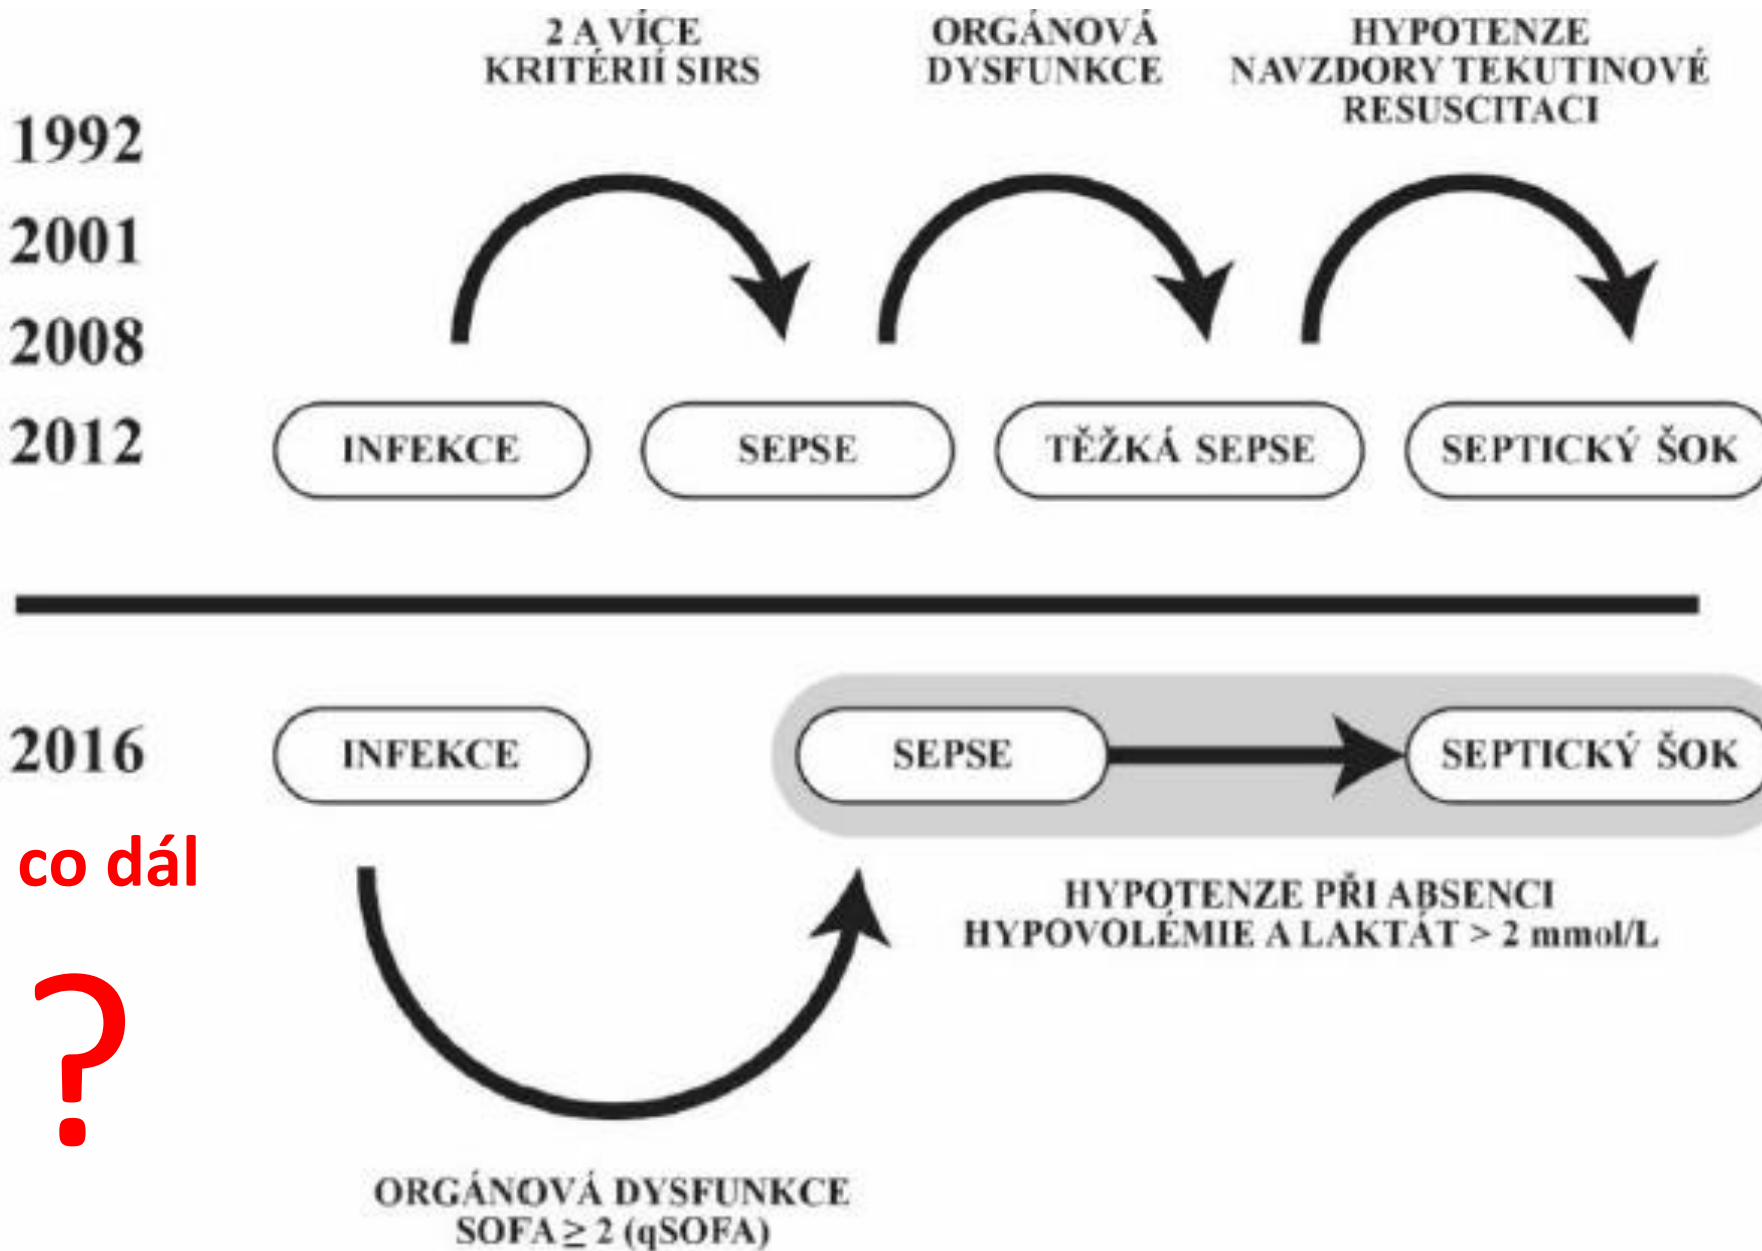 2 A VÍCE
KRITÉRIÍ SIRS
ORGÁNOVÁ
DYSFUNKCE
HYPOTENZE
NAVZDORY TEKUTINOVÉ
RESUSCITACI
1992
2001
2008
2012
INFEKCE
SEPSE
TĚŽKÁ SEPSE
SEPTICKÝ ŠOK
2016
INFEKCE
SEPSE
SEPTICKÝ ŠOK
co dál
?
HYPOTENZE PŘI ABSENCI
HYPOVOLÉMIE A LAKTÁT > 2 mmol/L
ORGÁNOVÁ DYSFUNKCE
SOFA ≥ 2 (qSOFA)